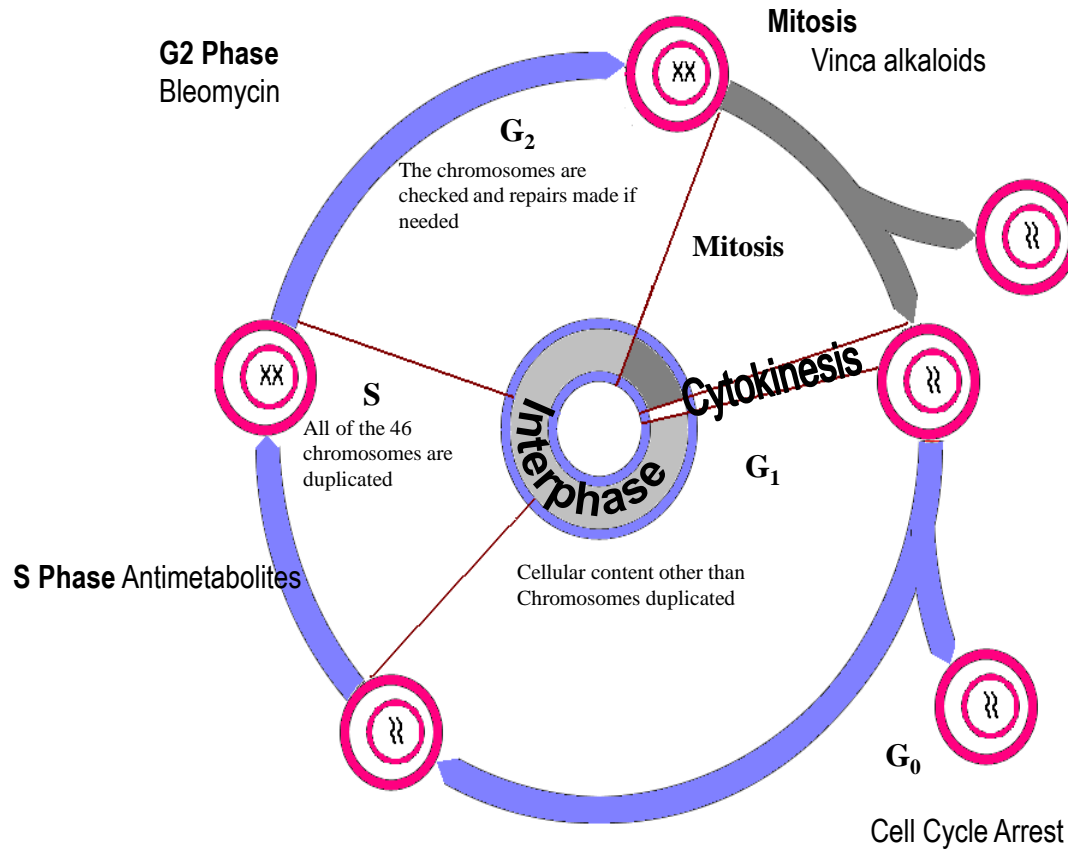 Mitosis
Vinca alkaloids
G2 Phase
Bleomycin
XX
G₂
The chromosomes are
checked and repairs made if
needed
Mitosis
XX
S
All of the 46
chromosomes are
duplicated
Cytokinesis
Interphase
G₁
S Phase Antimetabolites
Cellular content other than
Chromosomes duplicated
G₀
Cell Cycle Arrest